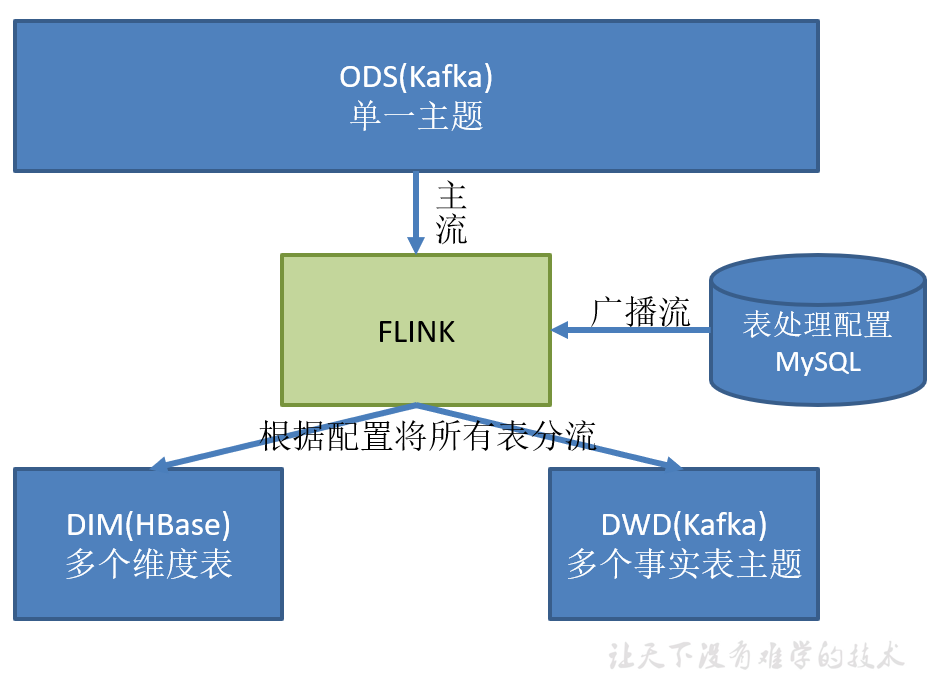 ODS(Kafka)
单一主题
主
流
FLINK
广播流
表处理配置
MySQL
根据配置将所有表分流
DIM(HBase)
多个维度表
DWD(Kafka)
多个事实表主题
让天下没有难学的技术